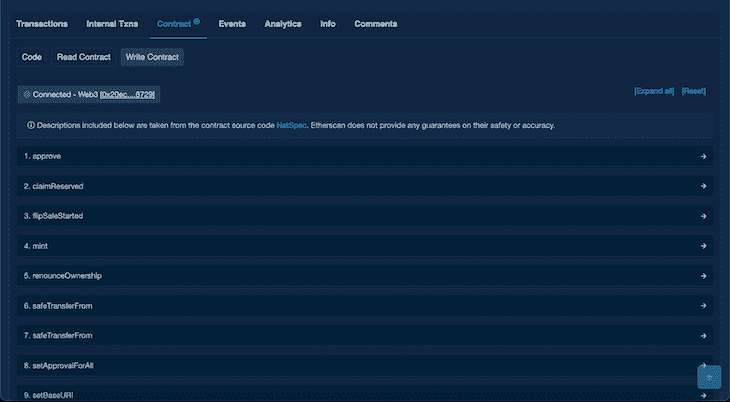 Transactions Internal Txns Contract Events Analytics Info Comments
Code Read Contract Write Contract
Connected - Web3 [0x20ec....6729]
[Expand all] [Reset]
Descriptions included below are taken from the contract source code NatSpec. Etherscan does not provide any guarantees on their safety or accuracy.
1. approve
2. claimReserved
3. flipSaleStarted
4. mint
5. renounceOwnership
6. safeTransferFrom
7. safeTransferFrom
8. setApprovalForAll
9. setBaseURI